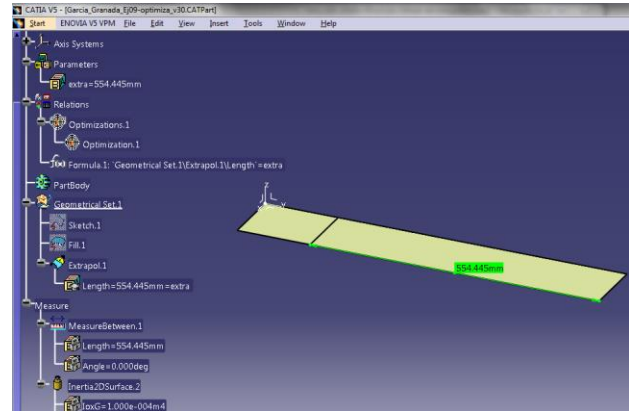 CATIA V5 - [Garcia_Granada_Ej09-optimiza_v30.CATPart]
Start ENOVIA V5 VPM File Edit View Insert Tools Window Help
Axis Systems
Parameters
extra=554.445mm
Relations
Optimizations.1
Optimization.1
Formula.1: `Geometrical Set.1\Extrapol.1\Length`=extra
PartBody
Geometrical Set.1
Sketch.1
Fill.1
Extrapol.1
Length=554.445mm=extra
Measure
MeasureBetween.1
Length=554.445mm
Angle=0.000deg
Inertia2DSurface.2
IoxG=1.000e-004m4
z
y
554.445mm